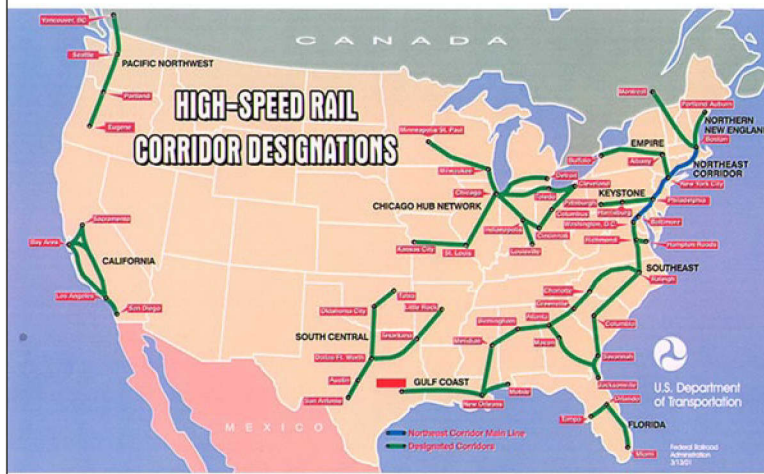 CANADA
Vancouver, BC
Seattle
PACIFIC NORTHWEST
Portland
Eugene
HIGH-SPEED RAIL
CORRIDOR DESIGNATIONS
Minneapolis St. Paul
Milwaukee
Chicago
CHICAGO HUB NETWORK
Detroit
Toledo
Cleveland
Indianapolis
Columbus
Cincinnati
Louisville
Kansas City
St. Louis
Montreal
Portland Auburn
NORTHERN
NEW ENGLAND
Boston
EMPIRE
Buffalo
Albany
NORTHEAST
CORRIDOR
New York City
KEYSTONE
Pittsburgh
Harrisburg
Philadelphia
Washington, D.C.
Baltimore
Richmond
Hampton Roads
SOUTHEAST
Raleigh
Charlotte
Greenville
Columbia
Atlanta
Macon
Savannah
Jacksonville
Birmingham
Meridian
Sacramento
Bay Area
CALIFORNIA
Los Angeles
San Diego
Tulsa
Oklahoma City
Little Rock
SOUTH CENTRAL
Texarkana
Dallas/Ft. Worth
Austin
San Antonio
GULF COAST
Mobile
New Orleans
Orlando
Tampa
FLORIDA
Miami
MEXICO
Northeast Corridor Main Line
Designated Corridors
U.S. Department
of Transportation
Federal Railroad
Administration
3/13/01